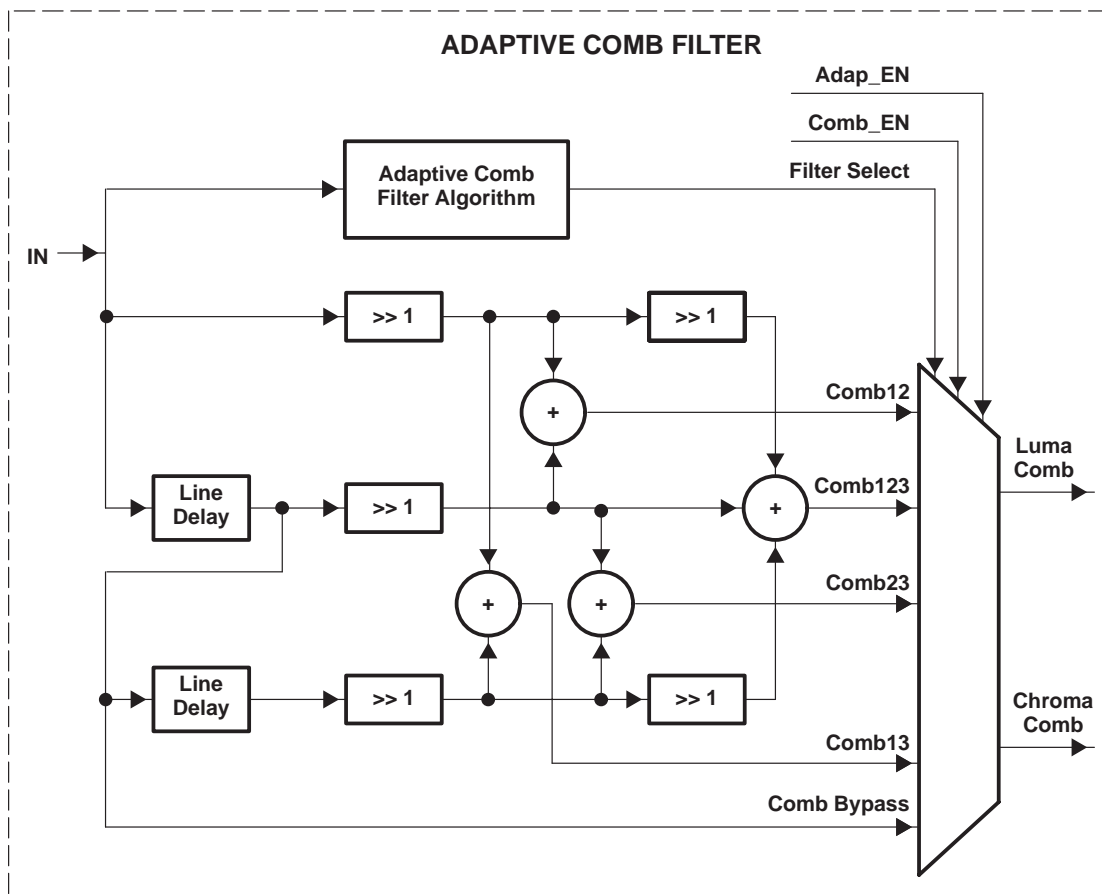 ADAPTIVE COMB FILTER
Adap_EN
Comb_EN
Filter Select
Adaptive Comb
Filter Algorithm
IN
>> 1
>> 1
Comb12
+
Luma
Comb
Line
Delay
>> 1
Comb123
+
Comb23
+
+
Line
Delay
>> 1
>> 1
Chroma
Comb
Comb13
Comb Bypass